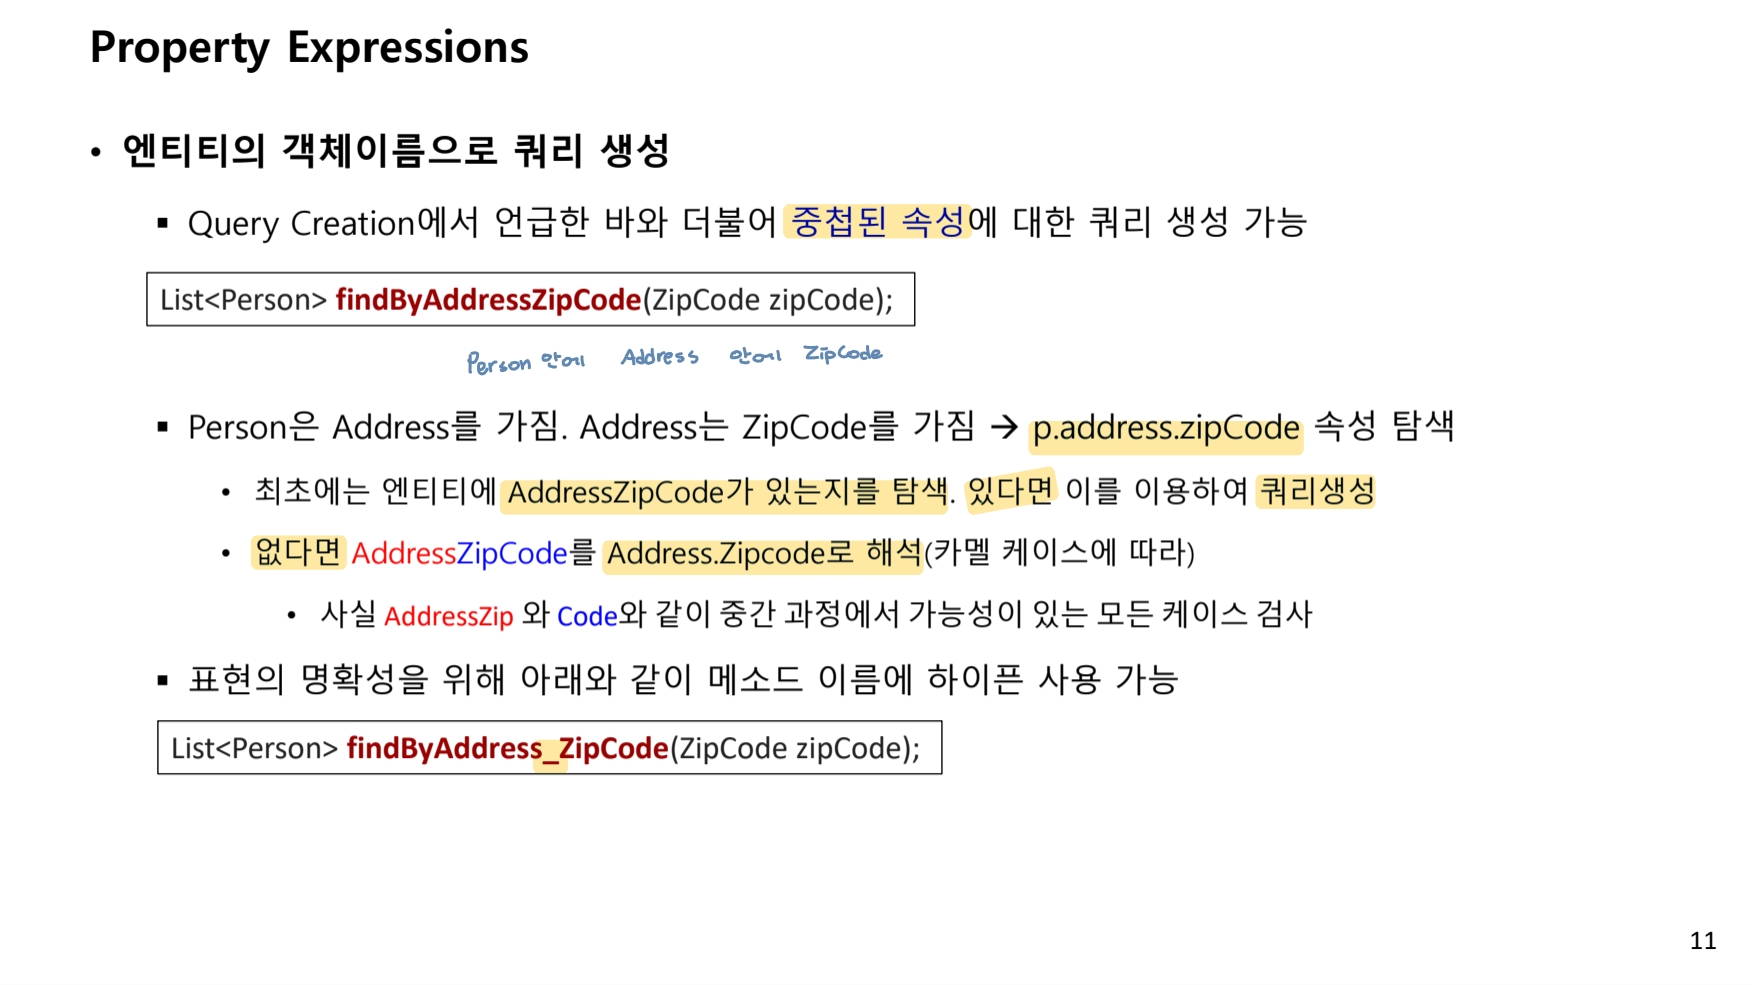 Property Expressions
• 엔티티의 객체이름으로 쿼리 생성
▪ Query Creation에서 언급한 바와 더불어 중첩된 속성에 대한 쿼리 생성 가능
List<Person> findByAddressZipCode(ZipCode zipCode);
Person 안에 Address 안에 ZipCode
▪ Person은 Address를 가짐. Address는 ZipCode를 가짐 → p.address.zipCode 속성 탐색
• 최초에는 엔티티에 AddressZipCode가 있는지를 탐색. 있다면 이를 이용하여 쿼리생성
• 없다면 AddressZipCode를 Address.Zipcode로 해석(카멜 케이스에 따라)
• 사실 AddressZip 와 Code와 같이 중간 과정에서 가능성이 있는 모든 케이스 검사
▪ 표현의 명확성을 위해 아래와 같이 메소드 이름에 하이픈 사용 가능
List<Person> findByAddress_ZipCode(ZipCode zipCode);
11